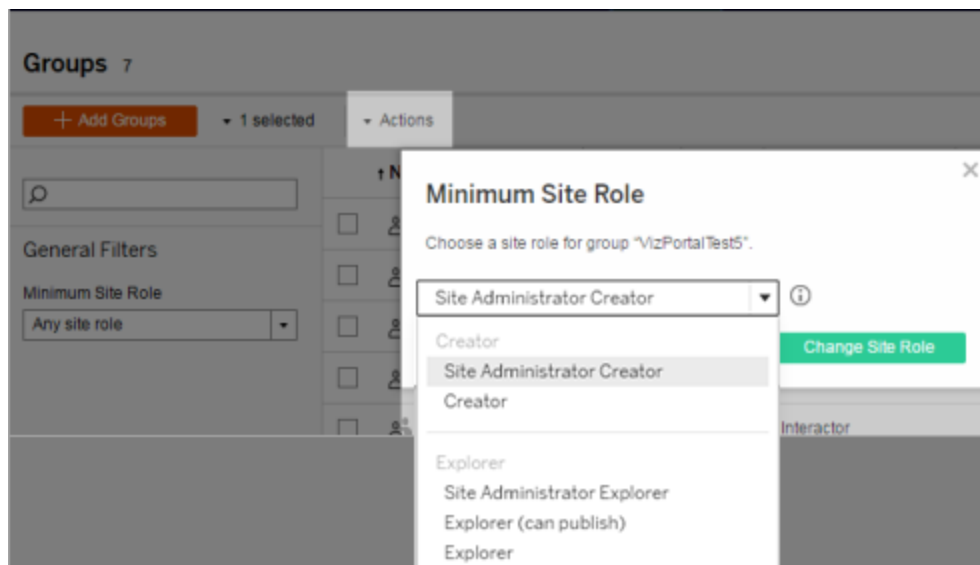 Groups 7
+ Add Groups
1 selected
Actions
↑ N
General Filters
Minimum Site Role
Any site role
Minimum Site Role
Choose a site role for group "VizPortalTest5".
Site Administrator Creator
Change Site Role
Creator
Site Administrator Creator
Creator
Interactor
Explorer
Site Administrator Explorer
Explorer (can publish)
Explorer